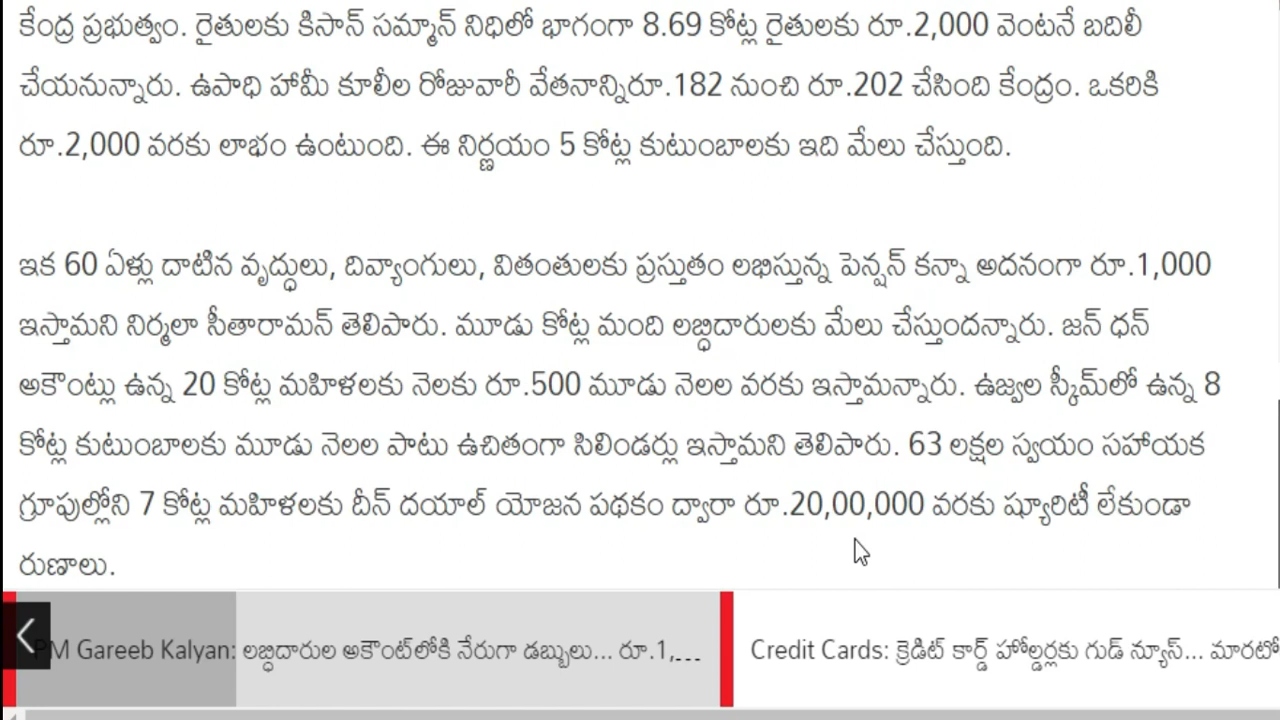 కేంద్ర ప్రభుత్వం. రైతులకు కిసాన్ సమ్మాన్ నిధిలో భాగంగా 8.69 కోట్ల రైతులకు రూ.2,000 వెంటనే బదిలీ
చేయనున్నారు. ఉపాధి హామీ కూలీల రోజువారీ వేతనాన్నిరూ.182 నుంచి రూ.202 చేసింది కేంద్రం. ఒకరికి
రూ.2,000 వరకు లాభం ఉంటుంది. ఈ నిర్ణయం 5 కోట్ల కుటుంబాలకు ఇది మేలు చేస్తుంది.
ఇక 60 ఏళ్లు దాటిన వృద్ధులు, దివ్యాంగులు, వితంతులకు ప్రస్తుతం లభిస్తున్న పెన్షన్ కన్నా అదనంగా రూ.1,000
ఇస్తామని నిర్మలా సీతారామన్ తెలిపారు. మూడు కోట్ల మంది లబ్ధిదారులకు మేలు చేస్తుందన్నారు. జన్ ధన్
అకౌంట్లు ఉన్న 20 కోట్ల మహిళలకు నెలకు రూ.500 మూడు నెలల వరకు ఇస్తామన్నారు. ఉజ్వల స్కీమ్‌లో ఉన్న 8
కోట్ల కుటుంబాలకు మూడు నెలల పాటు ఉచితంగా సిలిండర్లు ఇస్తామని తెలిపారు. 63 లక్షల స్వయం సహాయక
గ్రూపుల్లోని 7 కోట్ల మహిళలకు దీన్ దయాల్ యోజన పథకం ద్వారా రూ.20,00,000 వరకు ష్యూరిటీ లేకుండా
రుణాలు.
PM Gareeb Kalyan: లబ్ధిదారుల అకౌంట్‌లోకి నేరుగా డబ్బులు... రూ.1,...
Credit Cards: క్రెడిట్ కార్డ్ హోల్డర్లకు గుడ్ న్యూస్... మారటో